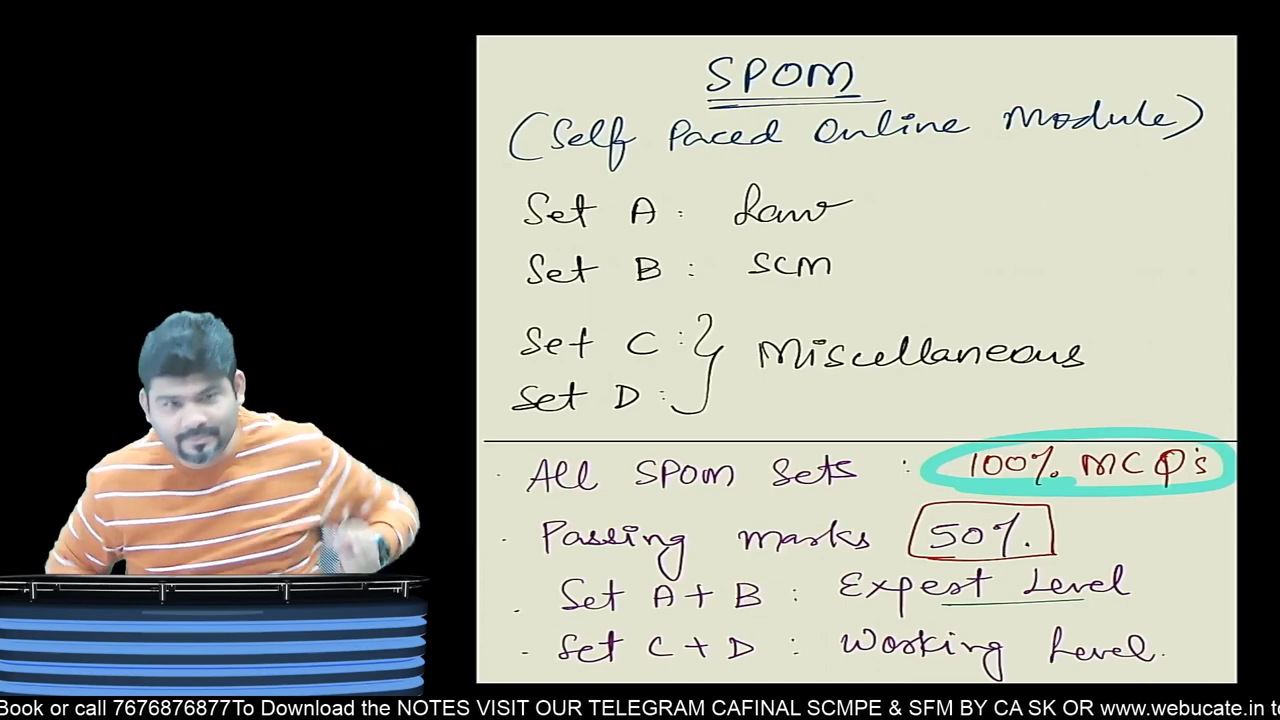 SPOM
(Self Paced Online Module)
Set A : Law
Set B : SCM
Set C :
Set D :
Miscellaneous
. All SPOM Sets : 100% MCQ's
. Passing marks 50%.
. Set A + B : Expert Level
. Set C + D : Working Level.
Book or call 7676876877To Download the NOTES VISIT OUR TELEGRAM CAFINAL SCMPE & SFM BY CA SK OR www.webucate.in to